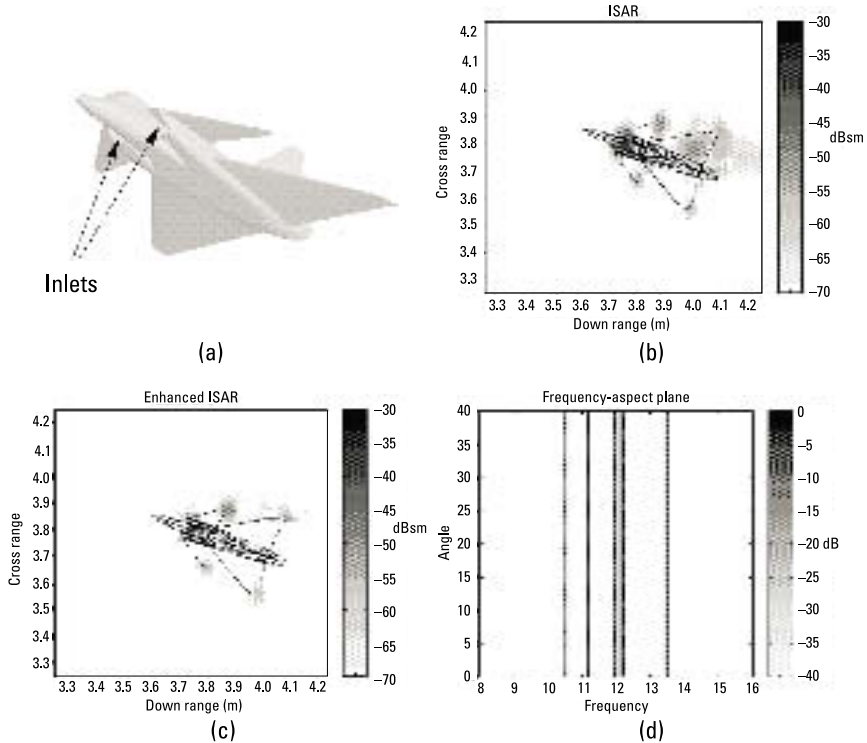 Inlets
(a)
ISAR
4.2
4.1
4.0
3.9
3.8
3.7
3.6
3.5
3.4
3.3
Cross range
3.3 3.4 3.5 3.6 3.7 3.8 3.9 4.0 4.1 4.2
Down range (m)
–30
–35
–40
–45
dBsm
–50
–55
–60
–65
–70
(b)
Enhanced ISAR
4.2
4.1
4.0
3.9
3.8
3.7
3.6
3.5
3.4
3.3
Cross range
3.3 3.4 3.5 3.6 3.7 3.8 3.9 4.0 4.1 4.2
Down range (m)
–30
–35
–40
–45
dBsm
–50
–55
–60
–65
–70
(c)
Frequency-aspect plane
40
35
30
25
20
15
10
5
0
Angle
8 9 10 11 12 13 14 15 16
Frequency
0
–5
–10
–15
–20 dB
–25
–30
–35
–40
(d)